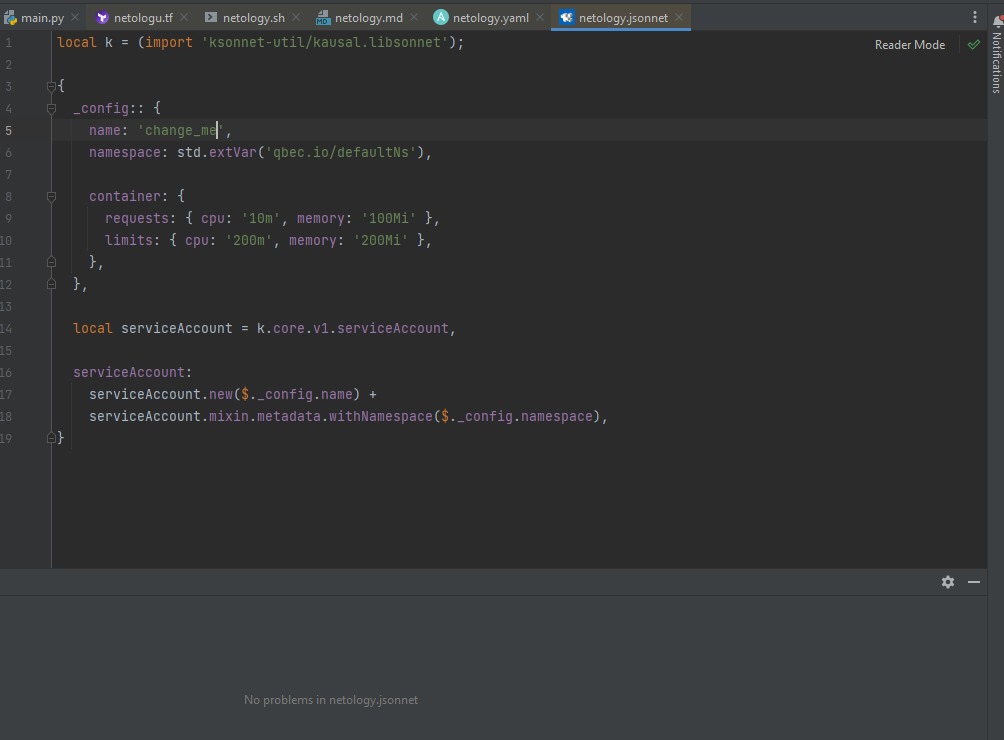 main.py netologu.tf netology.sh netology.md netology.yaml netology.jsonnet
Reader Mode
Notifications
1 local k = (import 'ksonnet-util/kausal.libsonnet');
2
3 {
4 _config:: {
5 name: 'change_me',
6 namespace: std.extVar('qbec.io/defaultNs'),
7
8 container: {
9 requests: { cpu: '10m', memory: '100Mi' },
10 limits: { cpu: '200m', memory: '200Mi' },
11 },
12 },
13
14 local serviceAccount = k.core.v1.serviceAccount,
15
16 serviceAccount:
17 serviceAccount.new($._config.name) +
18 serviceAccount.mixin.metadata.withNamespace($._config.namespace),
19 }
No problems in netology.jsonnet